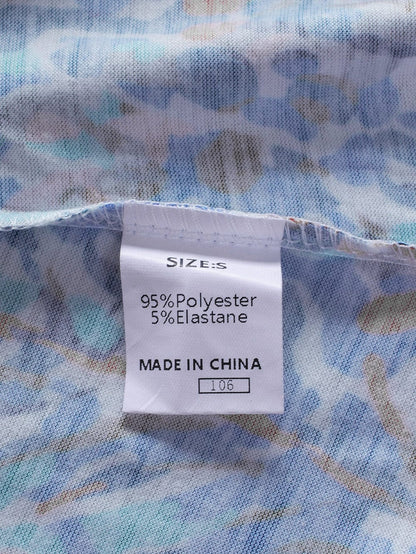 SIZE:S
95%Polyester
5%Elastane
MADE IN CHINA
106